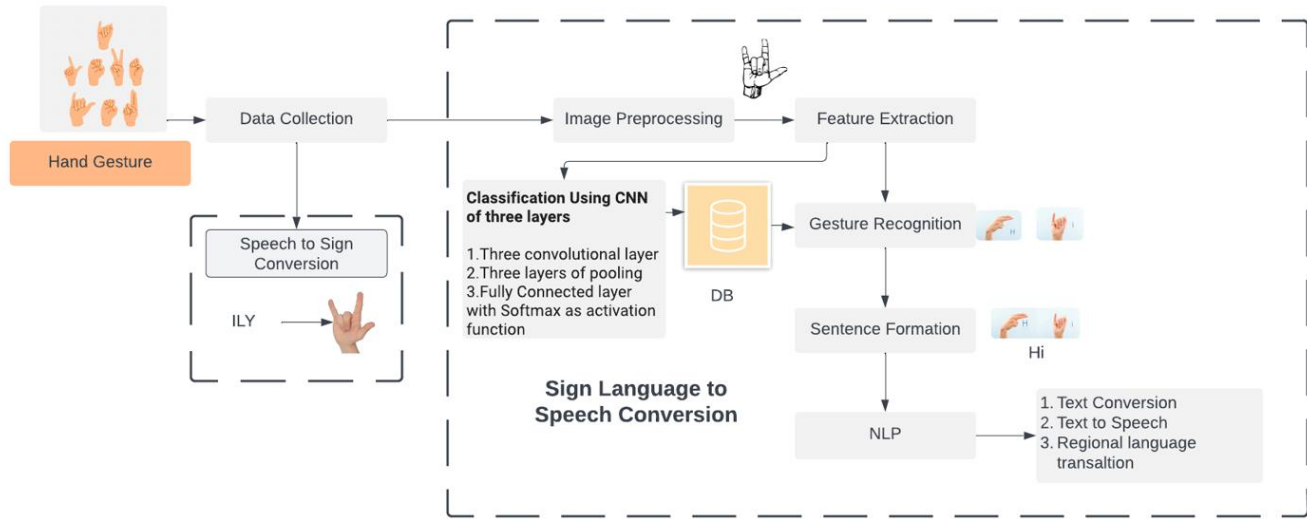 Hand Gesture
Data Collection
Image Preprocessing
Feature Extraction
Speech to Sign
Conversion
ILY
Classification Using CNN
of three layers
1.Three convolutional layer
2.Three layers of pooling
3.Fully Connected layer
with Softmax as activation
function
DB
Gesture Recognition
H
I
Sentence Formation
H
I
Hi
Sign Language to
Speech Conversion
NLP
1. Text Conversion
2. Text to Speech
3. Regional language
transaltion